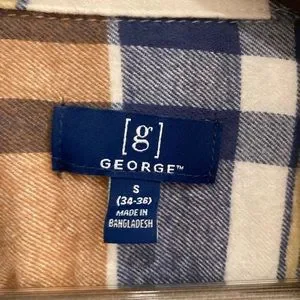 [g]
GEORGE™
S
(34-36)
MADE IN
BANGLADESH